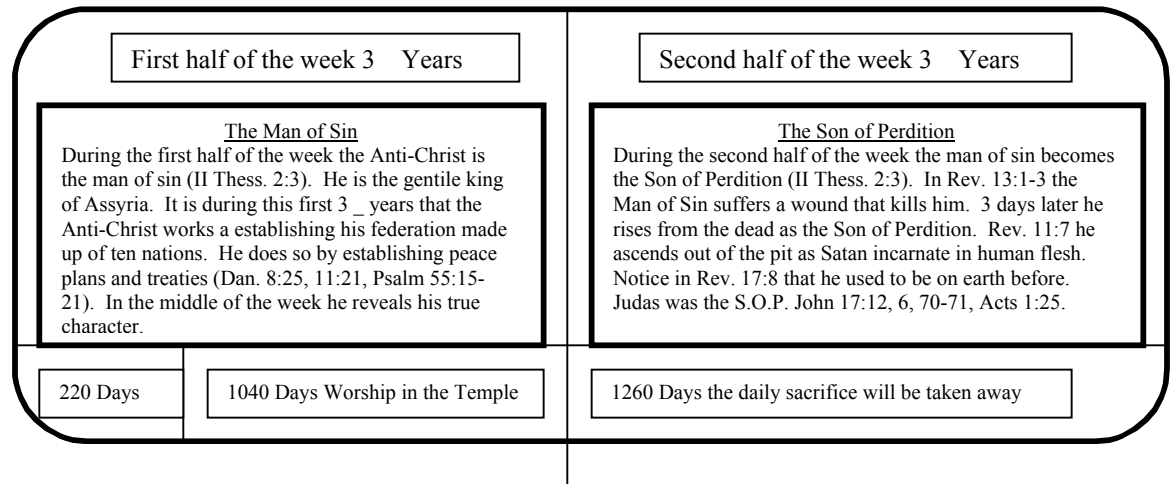 First half of the week 3 Years
Second half of the week 3 Years
The Man of Sin
During the first half of the week the Anti-Christ is
the man of sin (II Thess. 2:3). He is the gentile king
of Assyria. It is during this first 3 _ years that the
Anti-Christ works a establishing his federation made
up of ten nations. He does so by establishing peace
plans and treaties (Dan. 8:25, 11:21, Psalm 55:15-
21). In the middle of the week he reveals his true
character.
The Son of Perdition
During the second half of the week the man of sin becomes
the Son of Perdition (II Thess. 2:3). In Rev. 13:1-3 the
Man of Sin suffers a wound that kills him. 3 days later he
rises from the dead as the Son of Perdition. Rev. 11:7 he
ascends out of the pit as Satan incarnate in human flesh.
Notice in Rev. 17:8 that he used to be on earth before.
Judas was the S.O.P. John 17:12, 6, 70-71, Acts 1:25.
220 Days
1040 Days Worship in the Temple
1260 Days the daily sacrifice will be taken away